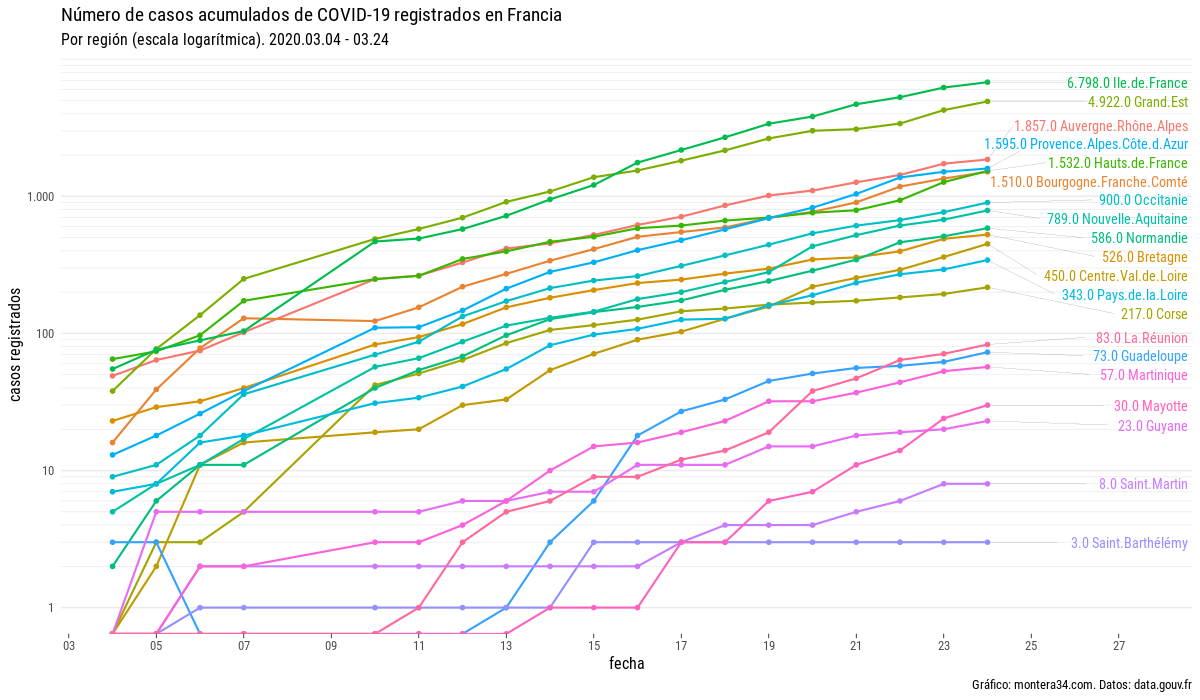 Número de casos acumulados de COVID-19 registrados en Francia
Por región (escala logarítmica). 2020.03.04 - 03.24
6.798.0 Ile.de.France
4.922.0 Grand.Est
1.857.0 Auvergne.Rhône.Alpes
1.595.0 Provence.Alpes.Côte.d.Azur
1.532.0 Hauts.de.France
1.510.0 Bourgogne.Franche.Comté
900.0 Occitanie
789.0 Nouvelle.Aquitaine
586.0 Normandie
526.0 Bretagne
450.0 Centre.Val.de.Loire
343.0 Pays.de.la.Loire
217.0 Corse
83.0 La.Réunion
73.0 Guadeloupe
57.0 Martinique
30.0 Mayotte
23.0 Guyane
8.0 Saint.Martin
3.0 Saint.Barthélémy
casos registrados
1.000
100
10
1
03 05 07 09 11 13 15 17 19 21 23 25 27
fecha
Gráfico: montera34.com. Datos: data.gouv.fr